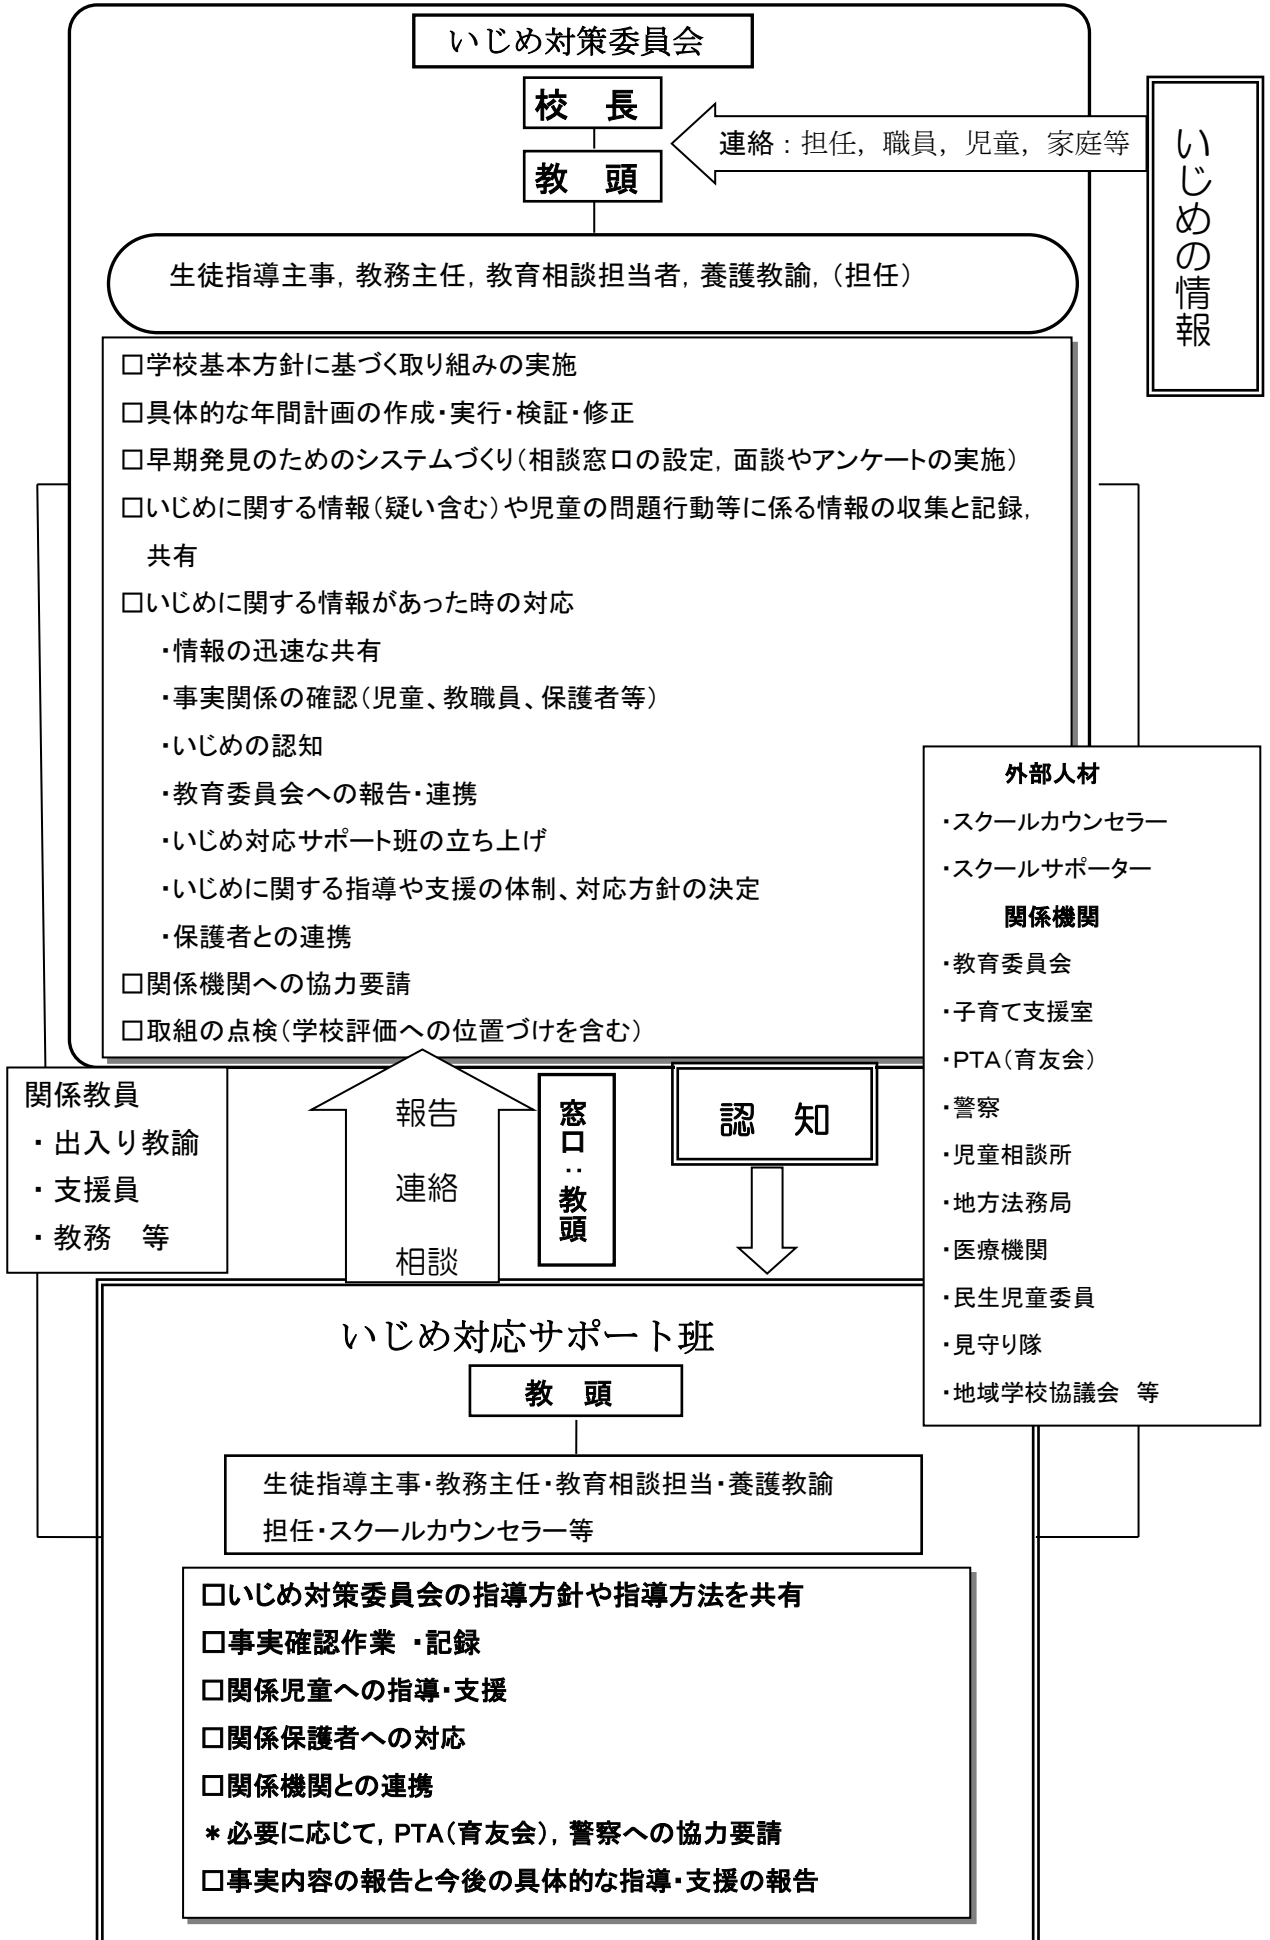 いじめ対策委員会
校　長
連絡：担任，職員，児童，家庭等
いじめの情報
教　頭
生徒指導主事，教務主任，教育相談担当者，養護教諭，（担任）
□学校基本方針に基づく取り組みの実施
□具体的な年間計画の作成・実行・検証・修正
□早期発見のためのシステムづくり（相談窓口の設定，面談やアンケートの実施）
□いじめに関する情報（疑い含む）や児童の問題行動等に係る情報の収集と記録，
共有
□いじめに関する情報があった時の対応
・情報の迅速な共有
・事実関係の確認（児童、教職員、保護者等）
・いじめの認知
・教育委員会への報告・連携
・いじめ対応サポート班の立ち上げ
・いじめに関する指導や支援の体制、対応方針の決定
・保護者との連携
□関係機関への協力要請
□取組の点検（学校評価への位置づけを含む）
外部人材
・スクールカウンセラー
・スクールサポーター
関係機関
・教育委員会
・子育て支援室
・PTA（育友会）
・警察
・児童相談所
・地方法務局
・医療機関
・民生児童委員
・見守り隊
・地域学校協議会　等
関係教員
・出入り教諭
・支援員
・教務　等
報告
連絡
相談
窓口：教頭
認　知
いじめ対応サポート班
教　頭
生徒指導主事・教務主任・教育相談担当・養護教諭
担任・スクールカウンセラー等
□いじめ対策委員会の指導方針や指導方法を共有
□事実確認作業 ・記録
□関係児童への指導・支援
□関係保護者への対応
□関係機関との連携
＊必要に応じて，PTA（育友会），警察への協力要請
□事実内容の報告と今後の具体的な指導・支援の報告